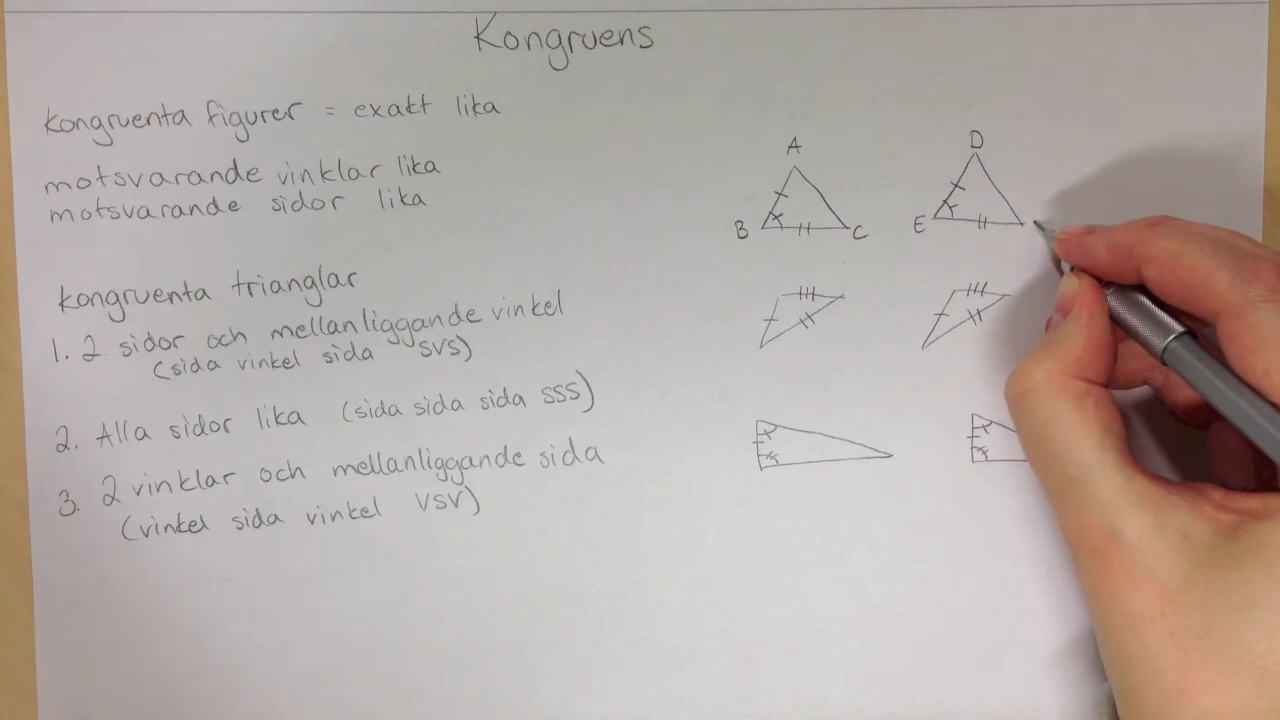 Kongruens
kongruenta figurer = exakt lika
motsvarande vinklar lika
motsvarande sidor lika
kongruenta trianglar
1. 2 sidor och mellanliggande vinkel
(sida vinkel sida SVS)
2. Alla sidor lika (sida sida sida SSS)
3. 2 vinklar och mellanliggande sida
(vinkel sida vinkel VSV)
A
B
C
D
E